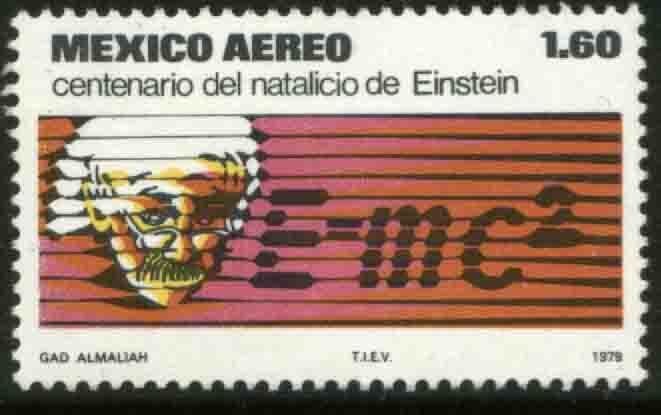 MEXICO AEREO 1.60
centenario del natalicio de Einstein
E=mc²
GAD ALMALIAH T.I.E.V. 1979